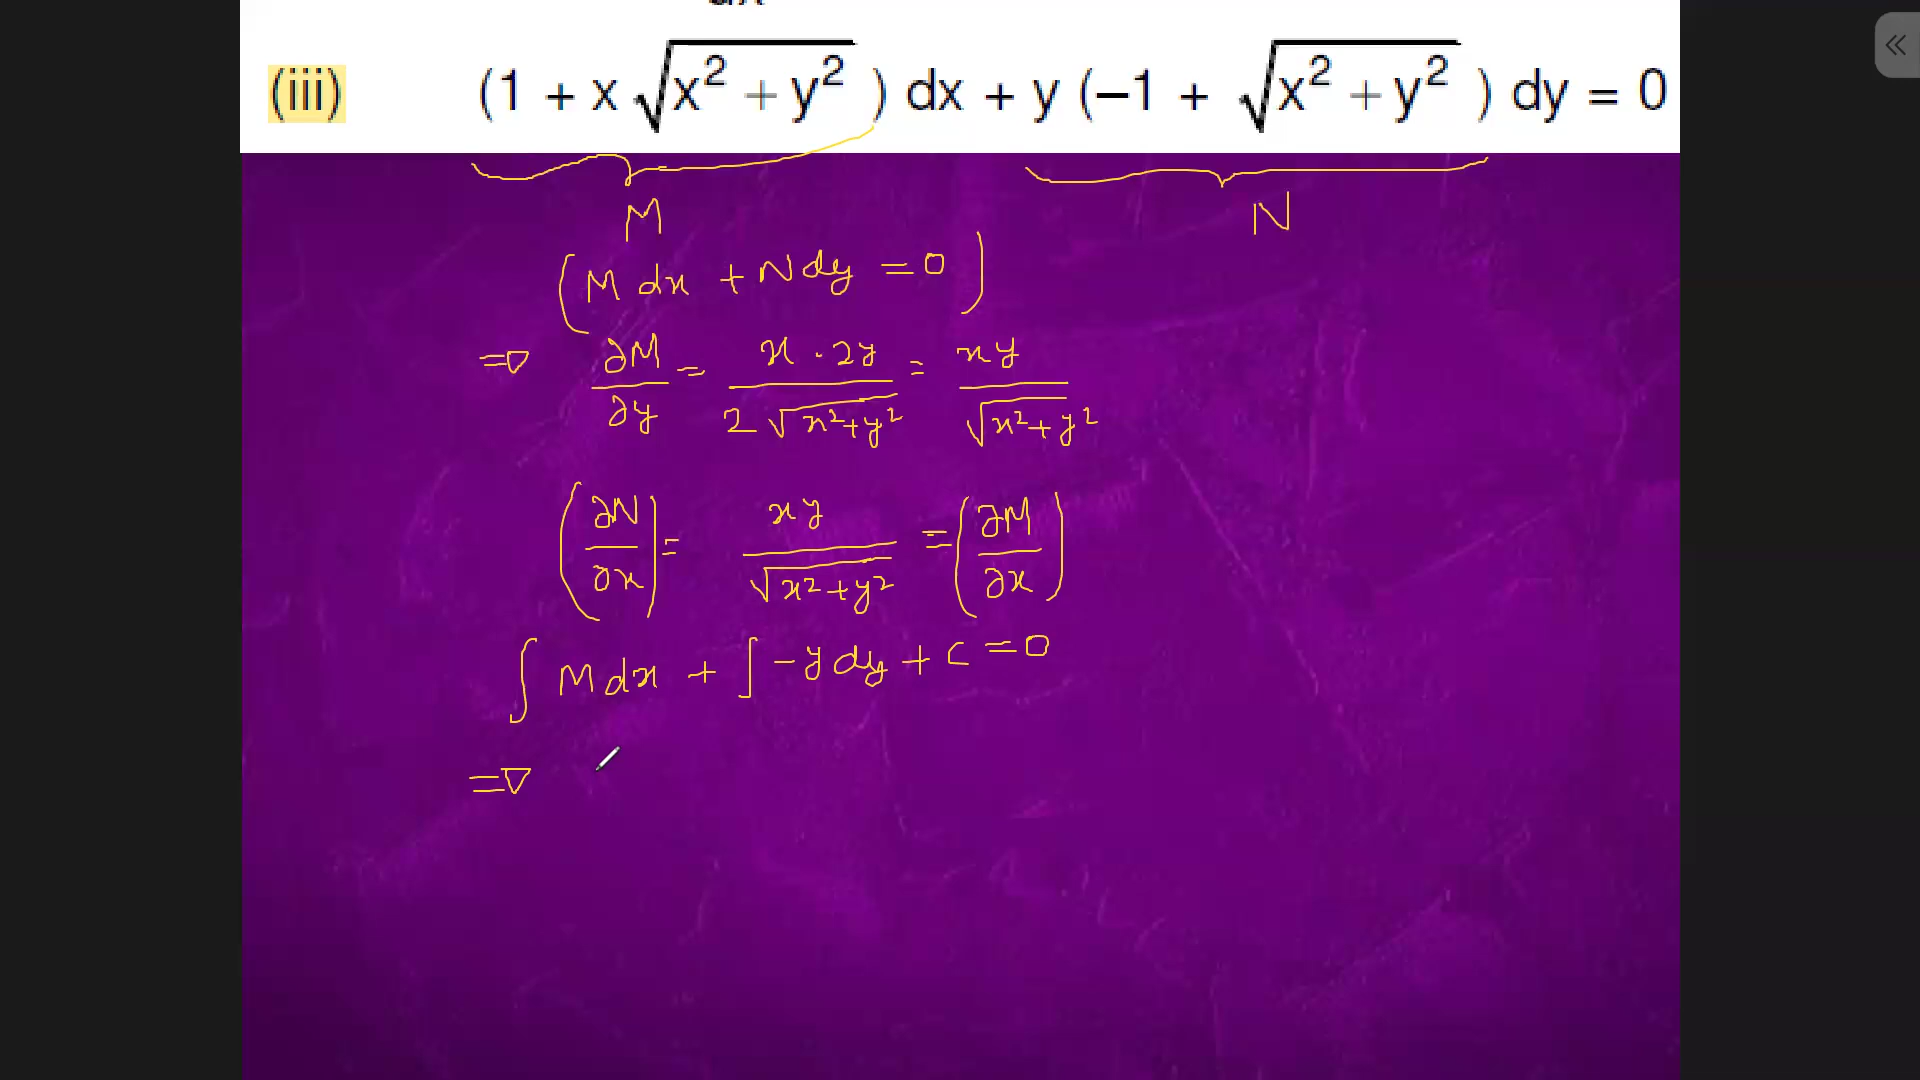 (iii) (1 + x √(x² + y²) ) dx + y (–1 + √(x² + y²) ) dy = 0
M N
(M dx + N dy = 0)
⇒ ∂M/∂y = x · 2y / 2√(x²+y²) = xy / √(x²+y²)
(∂N/∂x) = xy / √(x²+y²) = (∂M/∂x)
∫ M dx + ∫ -y dy + c = 0
⇒